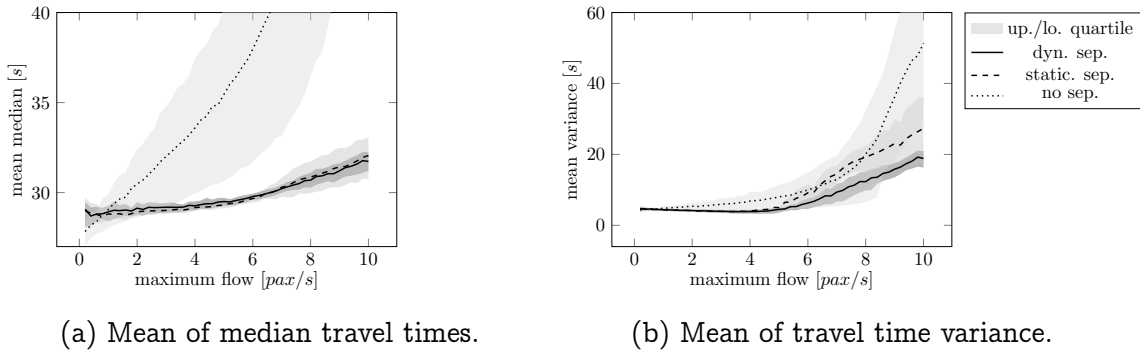 40
35
30
mean median [s]
0
2
4
6
8
10
maximum flow [pax/s]
60
40
20
0
mean variance [s]
0
2
4
6
8
10
maximum flow [pax/s]
up./lo. quartile
dyn. sep.
static. sep.
no sep.
(a) Mean of median travel times.
(b) Mean of travel time variance.